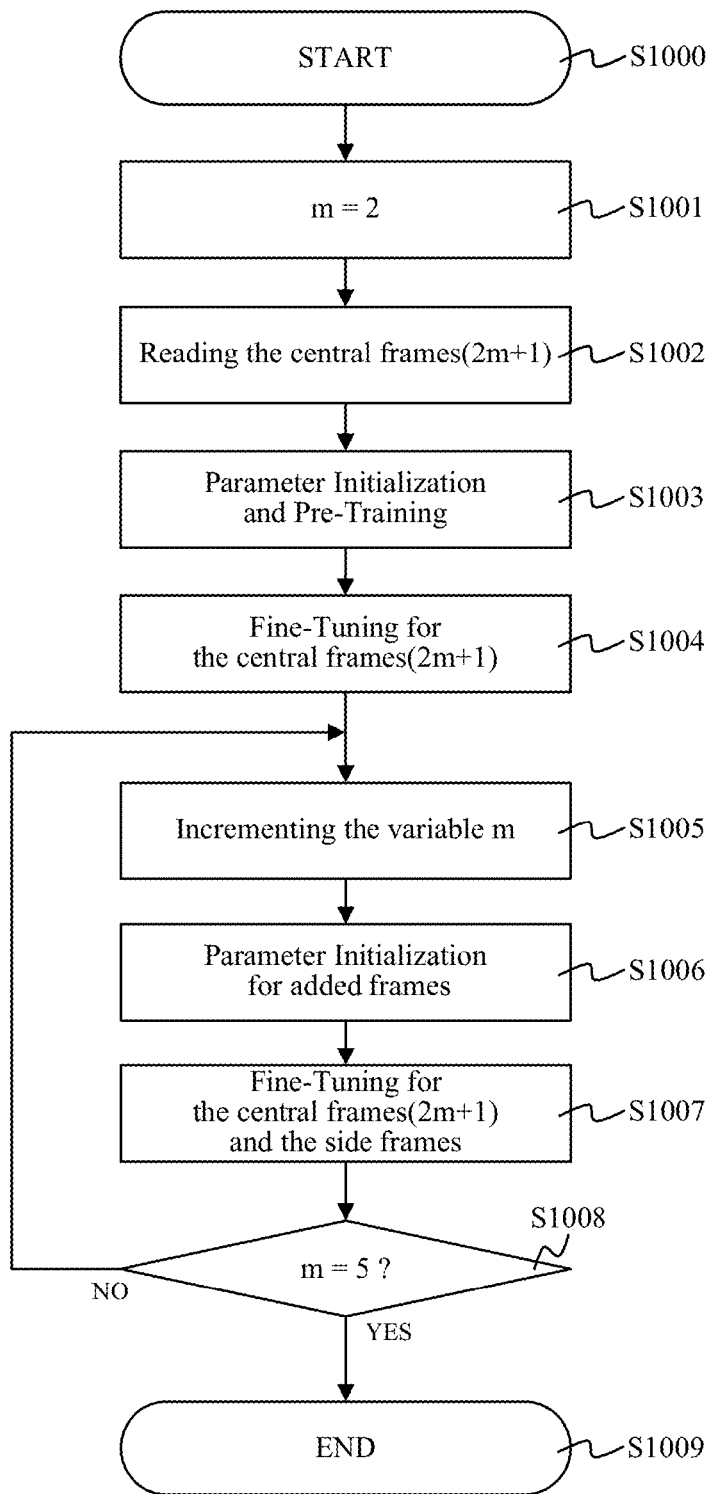 START
S1000
m = 2
S1001
Reading the central frames(2m+1)
S1002
Parameter Initialization
and Pre-Training
S1003
Fine-Tuning for
the central frames(2m+1)
S1004
Incrementing the variable m
S1005
Parameter Initialization
for added frames
S1006
Fine-Tuning for
the central frames(2m+1)
and the side frames
S1007
S1008
m = 5 ?
NO
YES
END
S1009